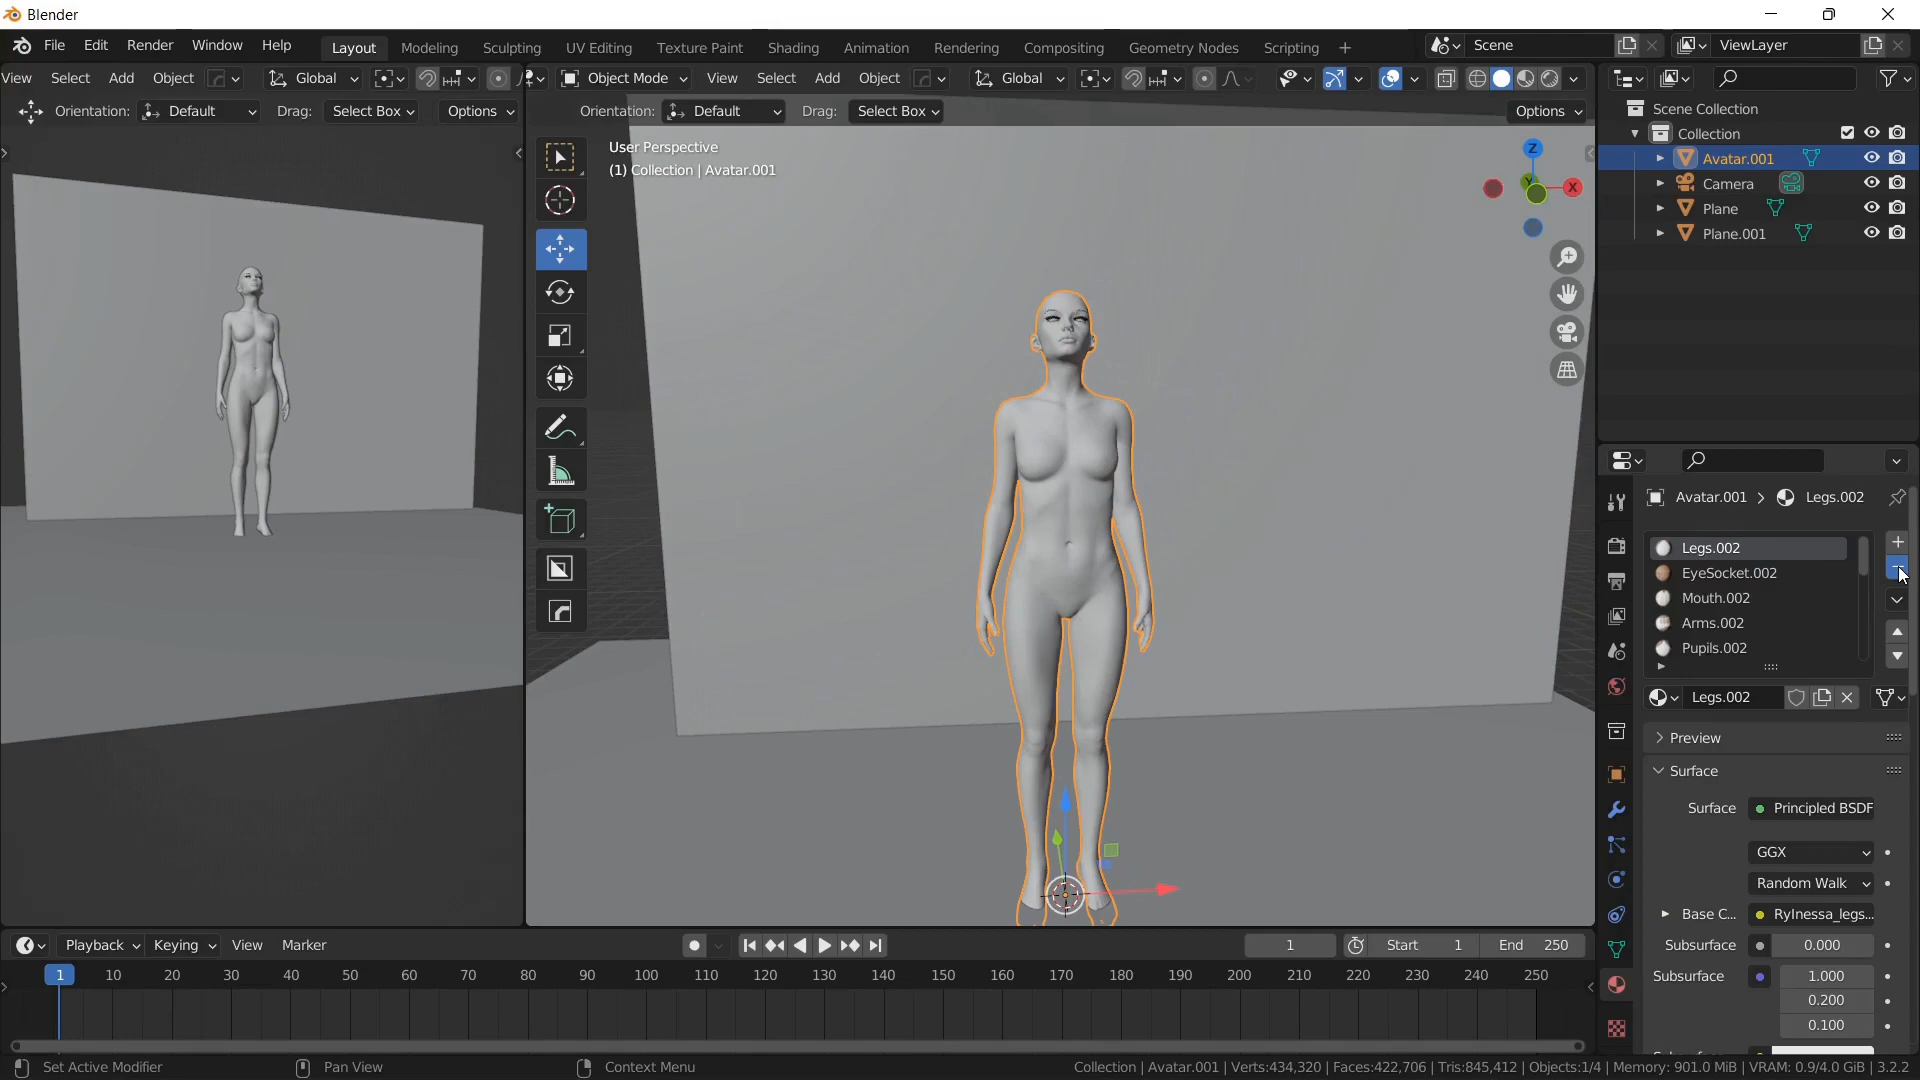 Blender
File Edit Render Window Help Layout Modeling Sculpting UV Editing Texture Paint Shading Animation Rendering Compositing Geometry Nodes Scripting + Scene ViewLayer
View Select Add Object Global Object Mode View Select Add Object Global
Orientation: Default Drag: Select Box Options Orientation: Default Drag: Select Box Options
User Perspective
(1) Collection | Avatar.001
Z
X
Y
Scene Collection
Collection
Avatar.001
Camera
Plane
Plane.001
Avatar.001 > Legs.002
Legs.002
EyeSocket.002
Mouth.002
Arms.002
Pupils.002
Legs.002
Preview
Surface
Surface Principled BSDF
GGX
Random Walk
Base C... RyInessa_legs...
Subsurface 0.000
Subsurface 1.000
0.200
0.100
Playback Keying View Marker 1 Start 1 End 250
1 10 20 30 40 50 60 70 80 90 100 110 120 130 140 150 160 170 180 190 200 210 220 230 240 250
Set Active Modifier Pan View Context Menu Collection | Avatar.001 | Verts:434,320 | Faces:422,706 | Tris:845,412 | Objects:1/4 | Memory: 901.0 MiB | VRAM: 0.9/4.0 GiB | 3.2.2